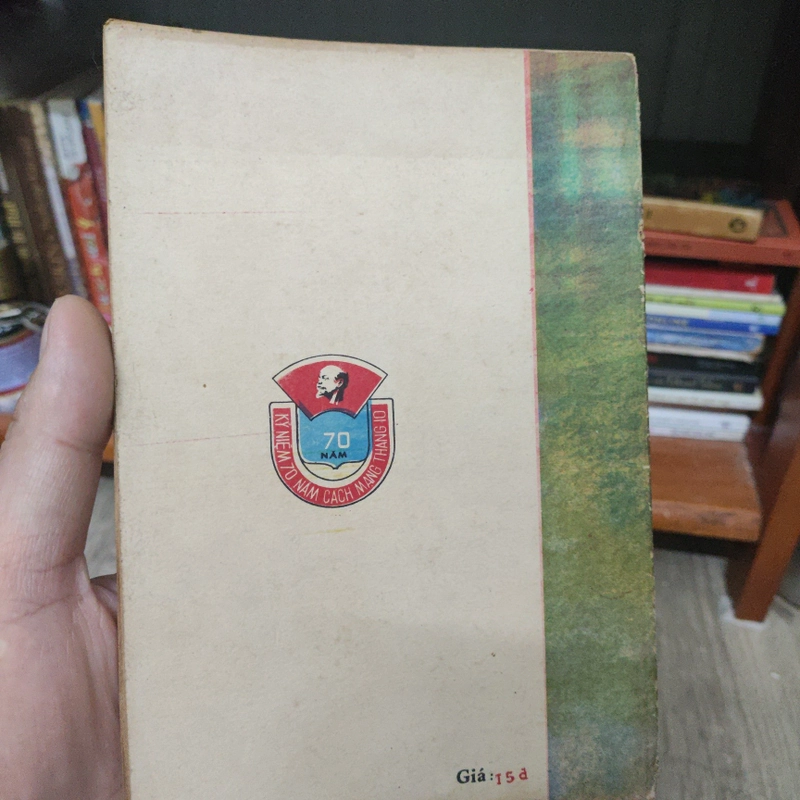 70
NĂM
KỶ NIỆM 70 NĂM CÁCH MẠNG THÁNG 10
Giá: 15đ